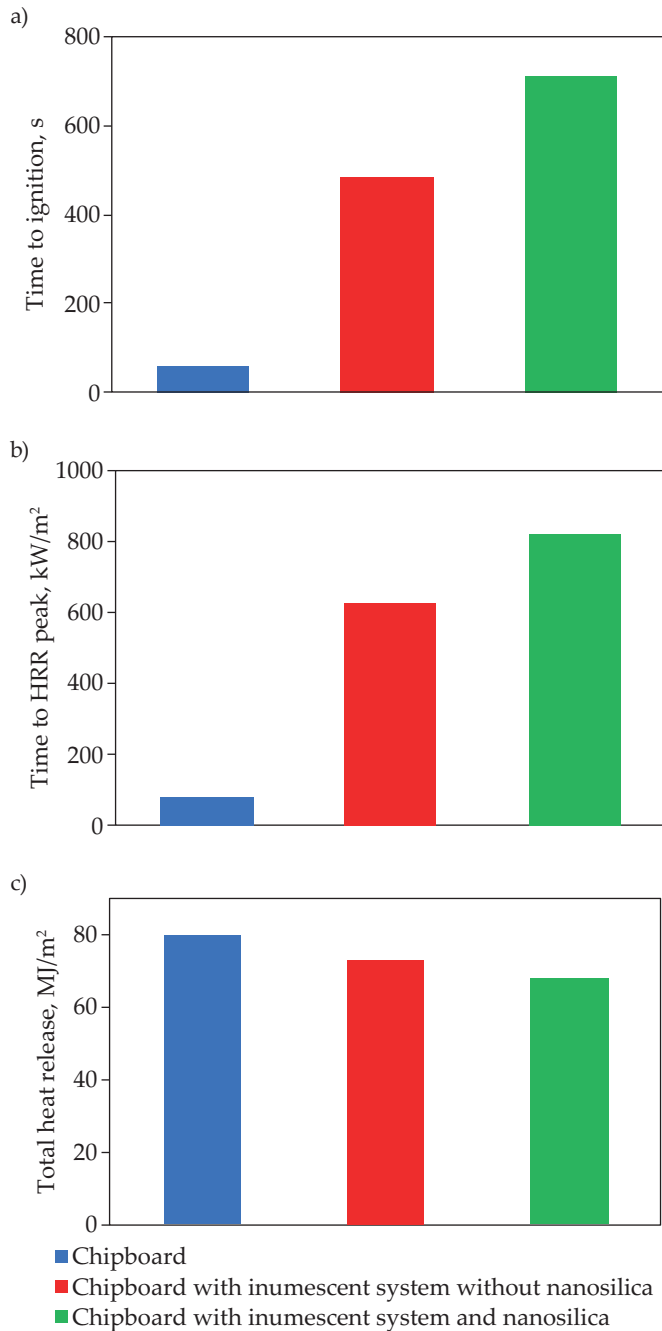 a)
800
600
400
200
0
Time to ignition, s
b)
1000
800
600
400
200
0
Time to HRR peak, kW/m²
c)
80
60
40
20
0
Total heat release, MJ/m²
Chipboard
Chipboard with inumescent system without nanosilica
Chipboard with inumescent system and nanosilica